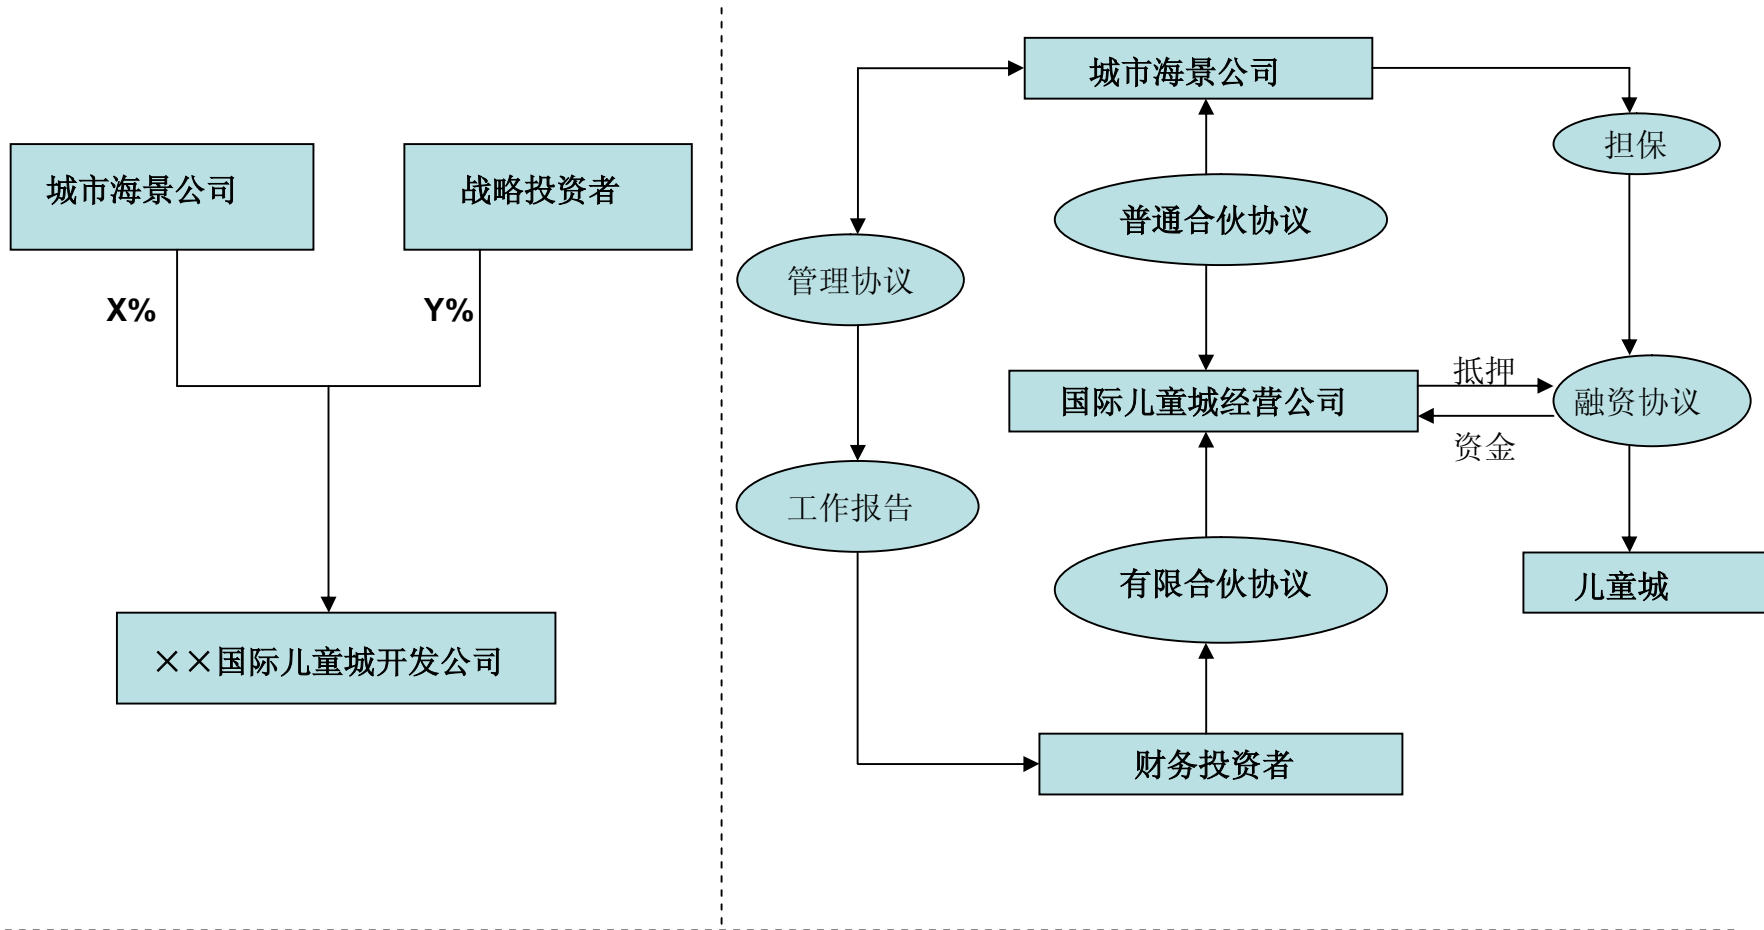 城市海景公司
战略投资者
X%
Y%
××国际儿童城开发公司
城市海景公司
担保
普通合伙协议
管理协议
抵押
国际儿童城经营公司
融资协议
资金
工作报告
有限合伙协议
儿童城
财务投资者